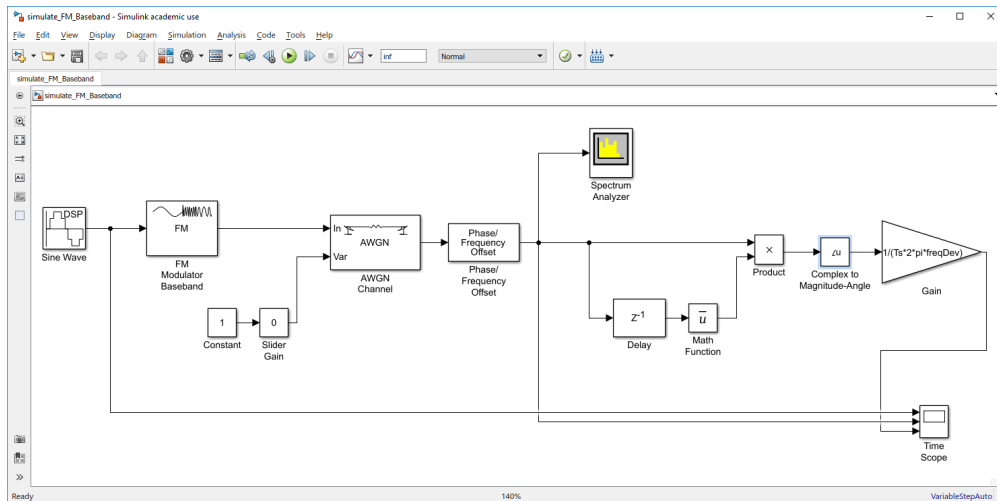 simulate_FM_Baseband - Simulink academic use
File Edit View Display Diagram Simulation Analysis Code Tools Help
inf Normal
simulate_FM_Baseband
simulate_FM_Baseband
Spectrum
Analyzer
DSP
Sine Wave
FM
FM
Modulator
Baseband
In
Var
AWGN
AWGN
Channel
Phase/
Frequency
Offset
Phase/
Frequency
Offset
×
Product
∠u
Complex to
Magnitude-Angle
1/(Ts*2*pi*freqDev)
Gain
1
Constant
0
Slider
Gain
Z⁻¹
Delay
u̅
Math
Function
Time
Scope
Ready 140% VariableStepAuto